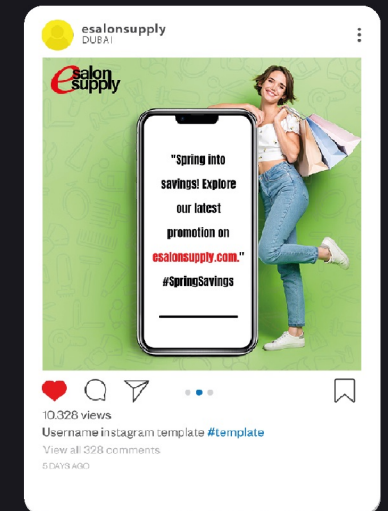 esalonsupply
DUBAI
esalon
supply
"Spring into
savings! Explore
our latest
promotion on
esalonsupply.com."
#SpringSavings
10.328 views
Username instagram template #template
View all 328 comments
5 DAYS AGO